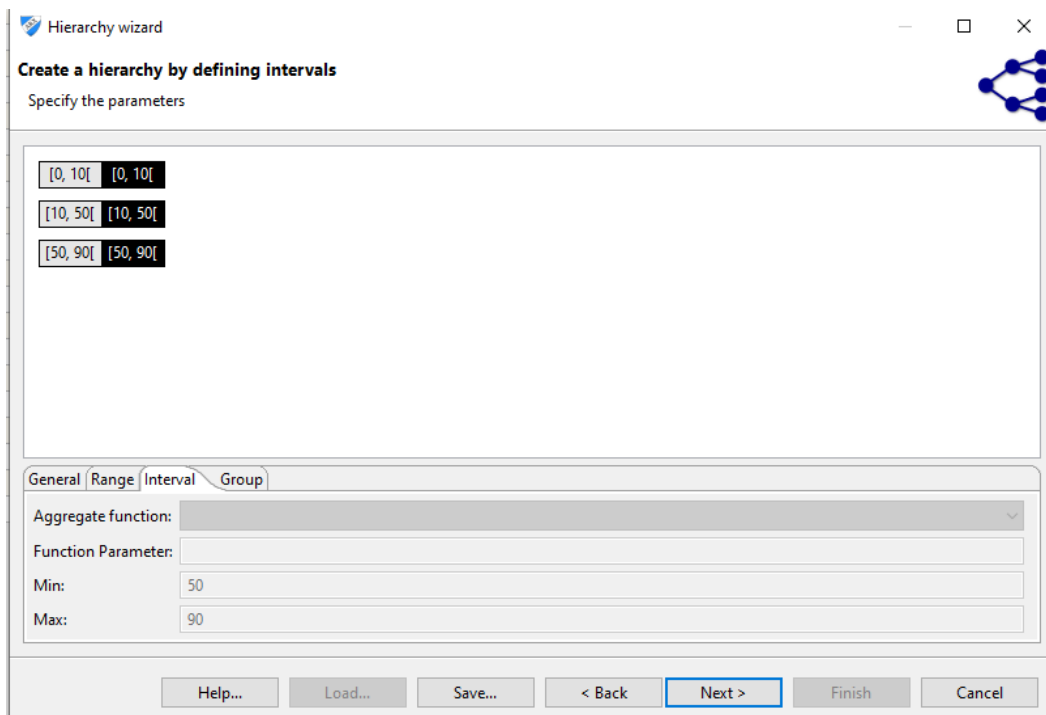 Hierarchy wizard
Create a hierarchy by defining intervals
Specify the parameters
[0, 10[ [0, 10[
[10, 50[ [10, 50[
[50, 90[ [50, 90[
General Range Interval Group
Aggregate function:
Function Parameter:
Min: 50
Max: 90
Help... Load... Save... < Back Next > Finish Cancel